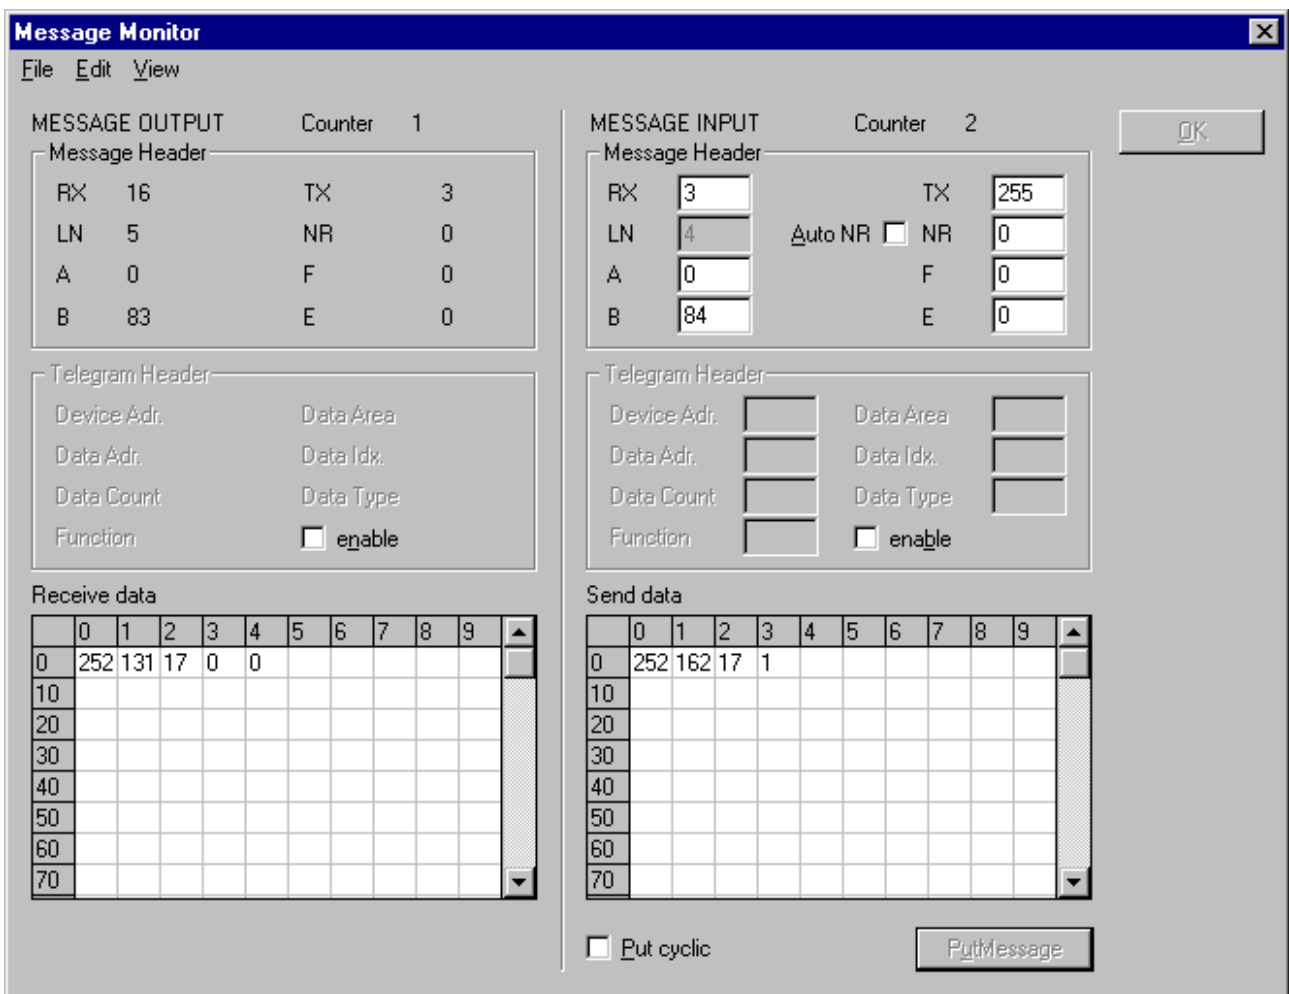 Message Monitor
File Edit View
MESSAGE OUTPUT Counter 1
Message Header
RX 16 TX 3
LN 5 NR 0
A 0 F 0
B 83 E 0
Telegram Header
Device Adr. Data Area
Data Adr. Data Idx.
Data Count Data Type
Function enable
Receive data
0 1 2 3 4 5 6 7 8 9
0 252 131 17 0 0
10
20
30
40
50
60
70
MESSAGE INPUT Counter 2
Message Header
RX 3 TX 255
LN 4 Auto NR NR 0
A 0 F 0
B 84 E 0
Telegram Header
Device Adr. Data Area
Data Adr. Data Idx.
Data Count Data Type
Function enable
Send data
0 1 2 3 4 5 6 7 8 9
0 252 162 17 1
10
20
30
40
50
60
70
Put cyclic PutMessage
OK